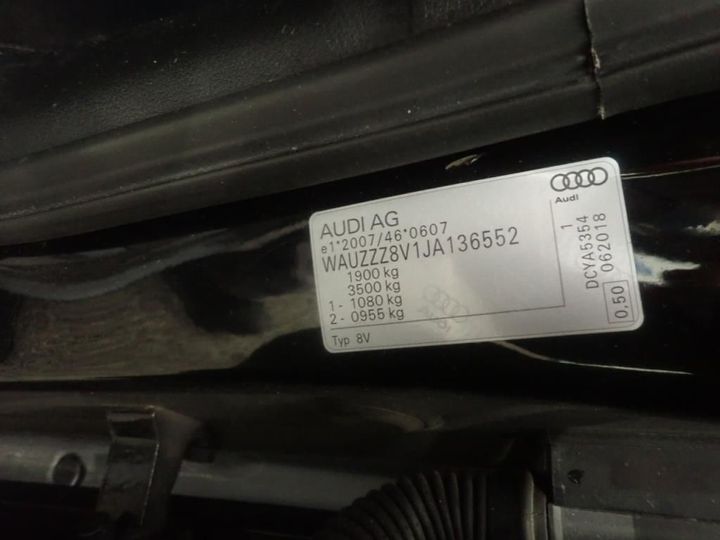 AUDI AG
e1*2007/46*0607
WAUZZZ8V1JA136552
1900 kg
3500 kg
1- 1080 kg
2- 0955 kg
Typ 8V
Audi
1
DCYA5354
062018
0,50
AUDI